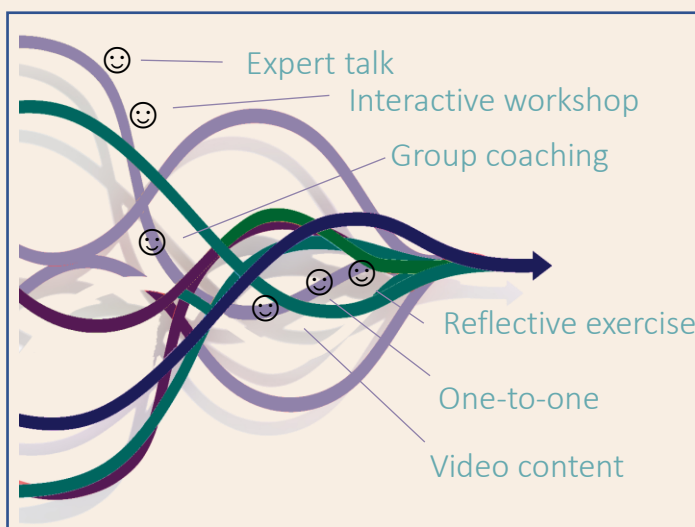 Expert talk
Interactive workshop
Group coaching
Reflective exercise
One-to-one
Video content